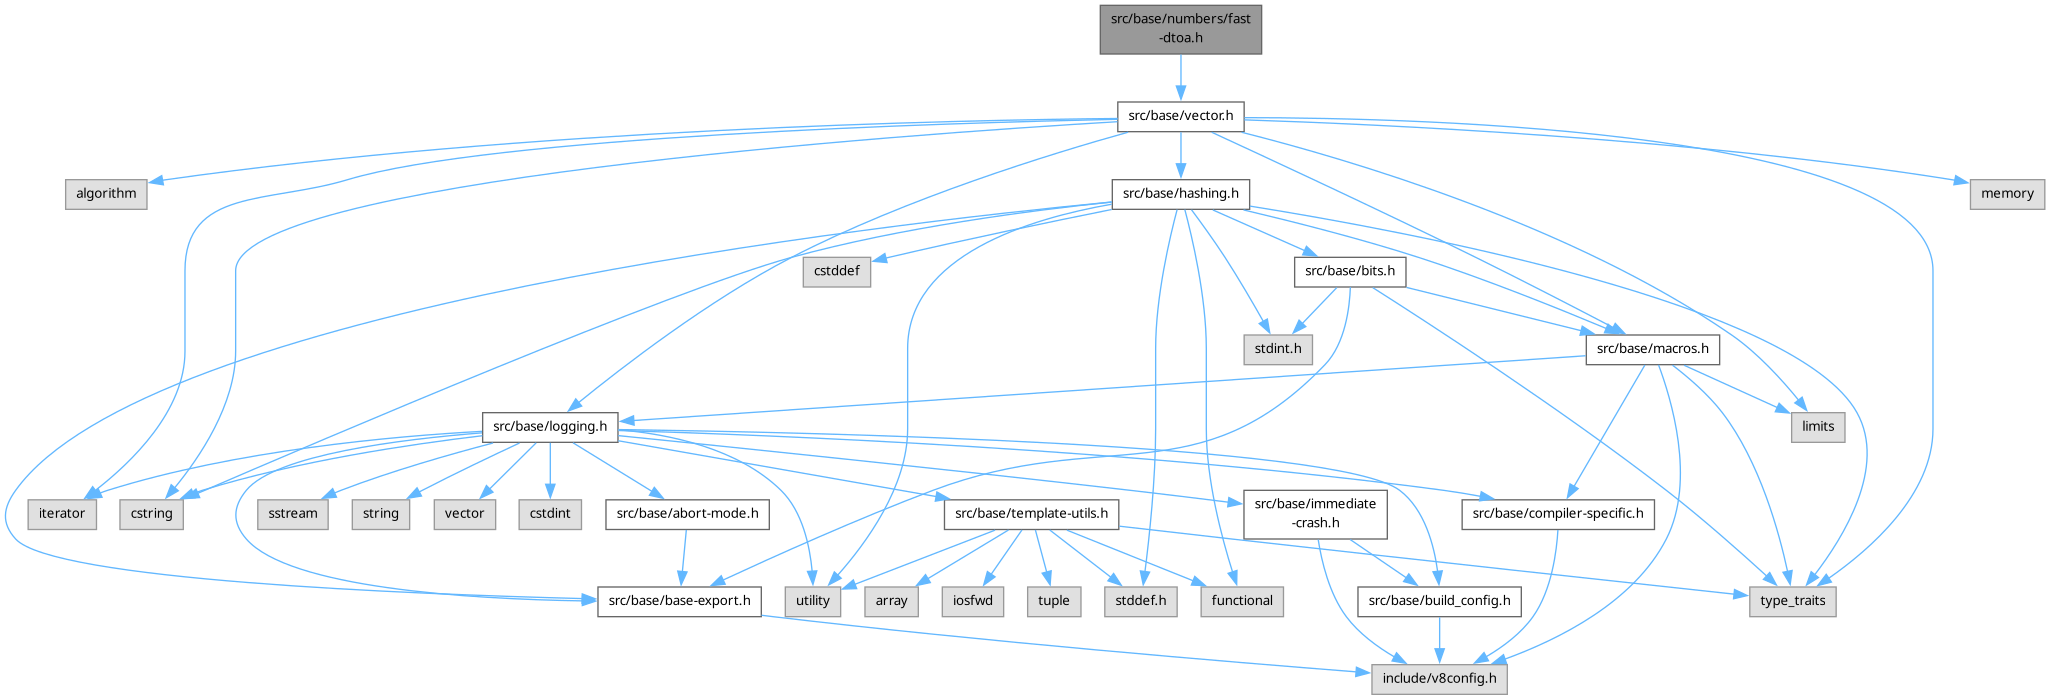 src/base/numbers/fast
-dtoa.h
src/base/vector.h
algorithm
src/base/hashing.h
memory
cstddef
src/base/bits.h
stdint.h
src/base/macros.h
src/base/logging.h
limits
iterator
cstring
sstream
string
vector
cstdint
src/base/abort-mode.h
src/base/template-utils.h
src/base/immediate
-crash.h
src/base/compiler-specific.h
src/base/base-export.h
utility
array
iosfwd
tuple
stddef.h
functional
src/base/build_config.h
type_traits
include/v8config.h